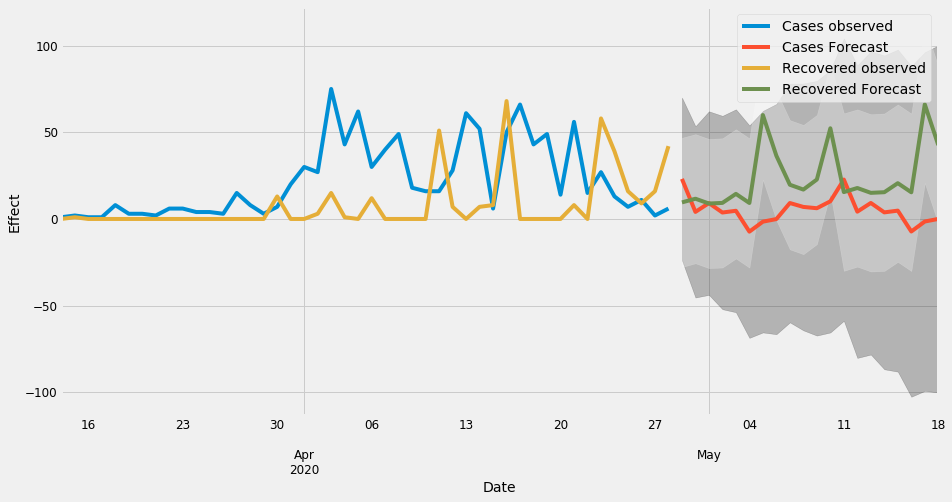 Cases observed
Cases Forecast
Recovered observed
Recovered Forecast
100
50
0
−50
−100
Effect
16 23 30 06 13 20 27 04 11 18
Apr May
2020
Date